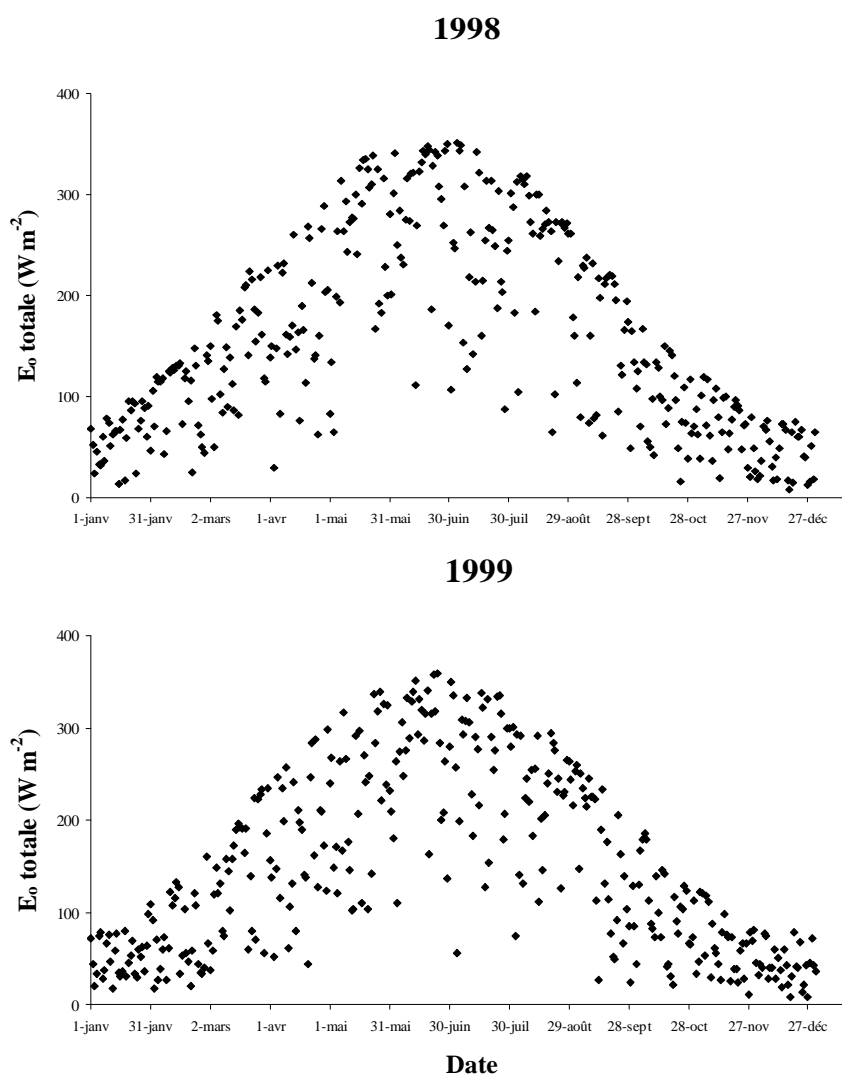 1998
400
300
200
100
0
E₀ totale (W m⁻²)
1-janv 31-janv 2-mars 1-avr 1-mai 31-mai 30-juin 30-juil 29-août 28-sept 28-oct 27-nov 27-déc
1999
400
300
200
100
0
E₀ totale (W m⁻²)
1-janv 31-janv 2-mars 1-avr 1-mai 31-mai 30-juin 30-juil 29-août 28-sept 28-oct 27-nov 27-déc
Date